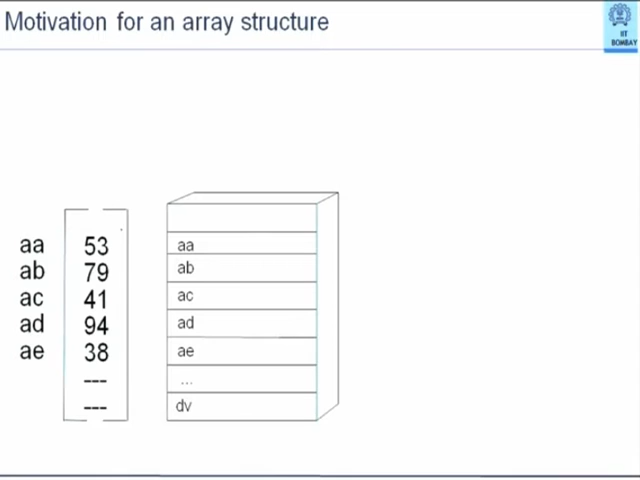 Motivation for an array structure
IIT
BOMBAY
aa 53
ab 79
ac 41
ad 94
ae 38
---
---
aa
ab
ac
ad
ae
...
dv